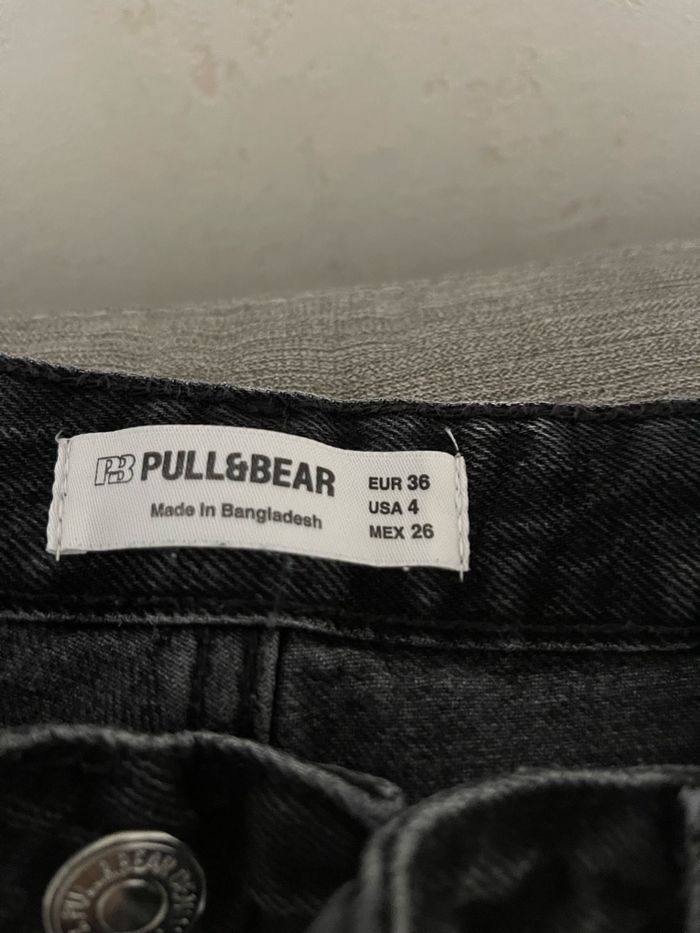 PB PULL&BEAR
Made in Bangladesh
EUR 36
USA 4
MEX 26